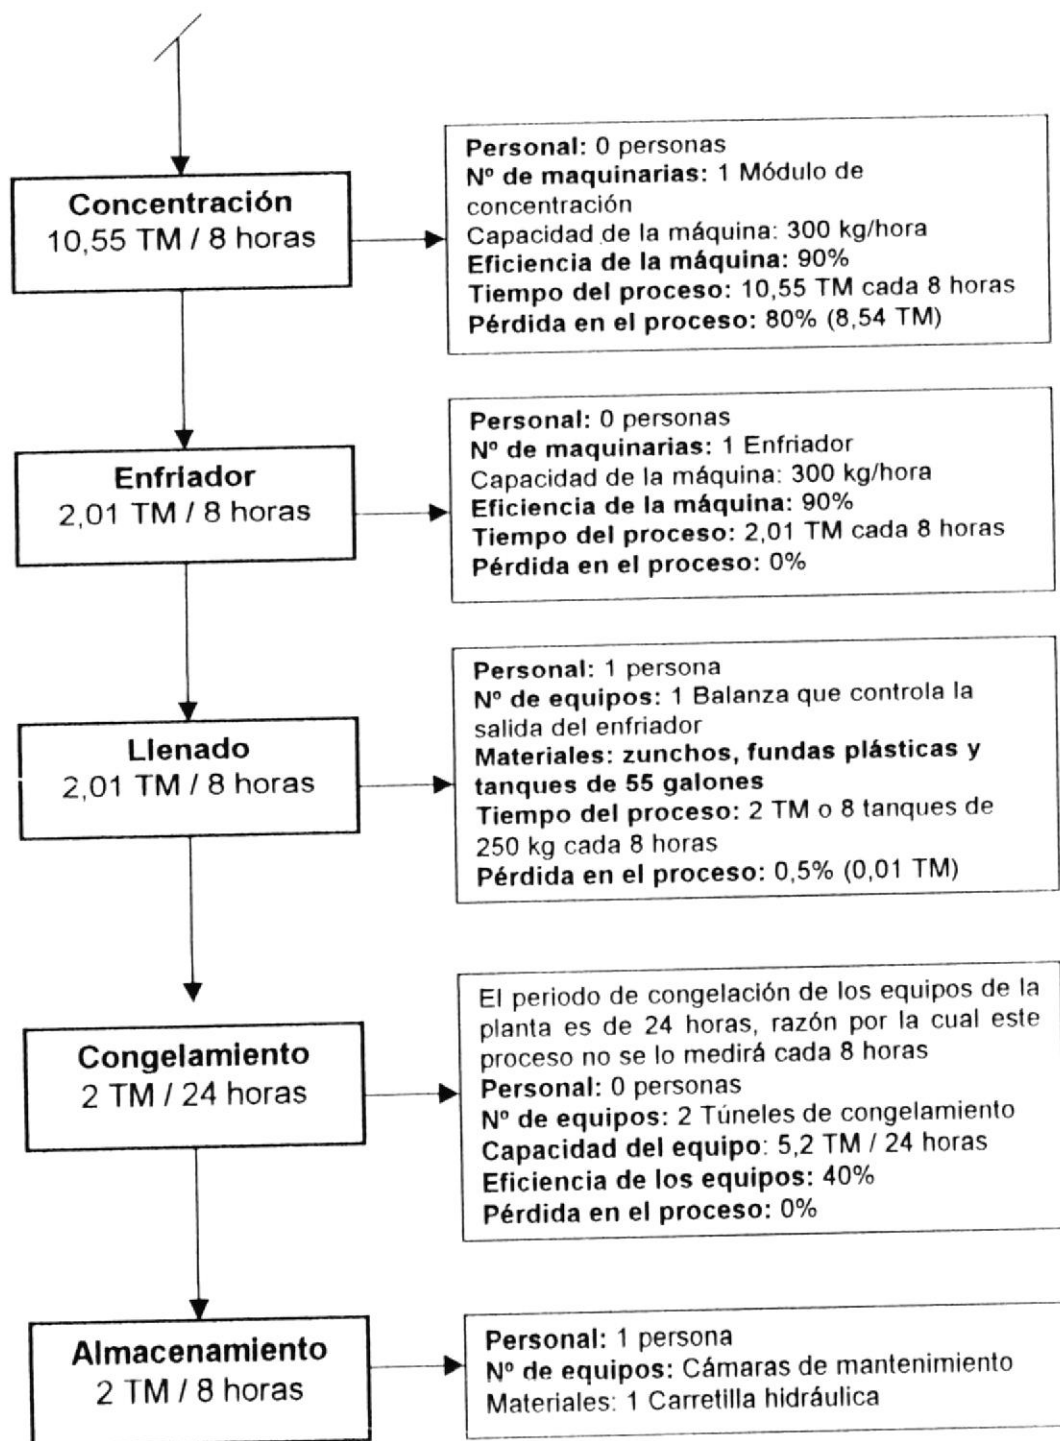 Concentración
10,55 TM / 8 horas
Personal: 0 personas
Nº de maquinarias: 1 Módulo de
concentración
Capacidad de la máquina: 300 kg/hora
Eficiencia de la máquina: 90%
Tiempo del proceso: 10,55 TM cada 8 horas
Pérdida en el proceso: 80% (8,54 TM)
Enfriador
2,01 TM / 8 horas
Personal: 0 personas
Nº de maquinarias: 1 Enfriador
Capacidad de la máquina: 300 kg/hora
Eficiencia de la máquina: 90%
Tiempo del proceso: 2,01 TM cada 8 horas
Pérdida en el proceso: 0%
Llenado
2,01 TM / 8 horas
Personal: 1 persona
Nº de equipos: 1 Balanza que controla la
salida del enfriador
Materiales: zunchos, fundas plásticas y
tanques de 55 galones
Tiempo del proceso: 2 TM o 8 tanques de
250 kg cada 8 horas
Pérdida en el proceso: 0,5% (0,01 TM)
Congelamiento
2 TM / 24 horas
El periodo de congelación de los equipos de la
planta es de 24 horas, razón por la cual este
proceso no se lo medirá cada 8 horas
Personal: 0 personas
Nº de equipos: 2 Túneles de congelamiento
Capacidad del equipo: 5,2 TM / 24 horas
Eficiencia de los equipos: 40%
Pérdida en el proceso: 0%
Almacenamiento
2 TM / 8 horas
Personal: 1 persona
Nº de equipos: Cámaras de mantenimiento
Materiales: 1 Carretilla hidráulica